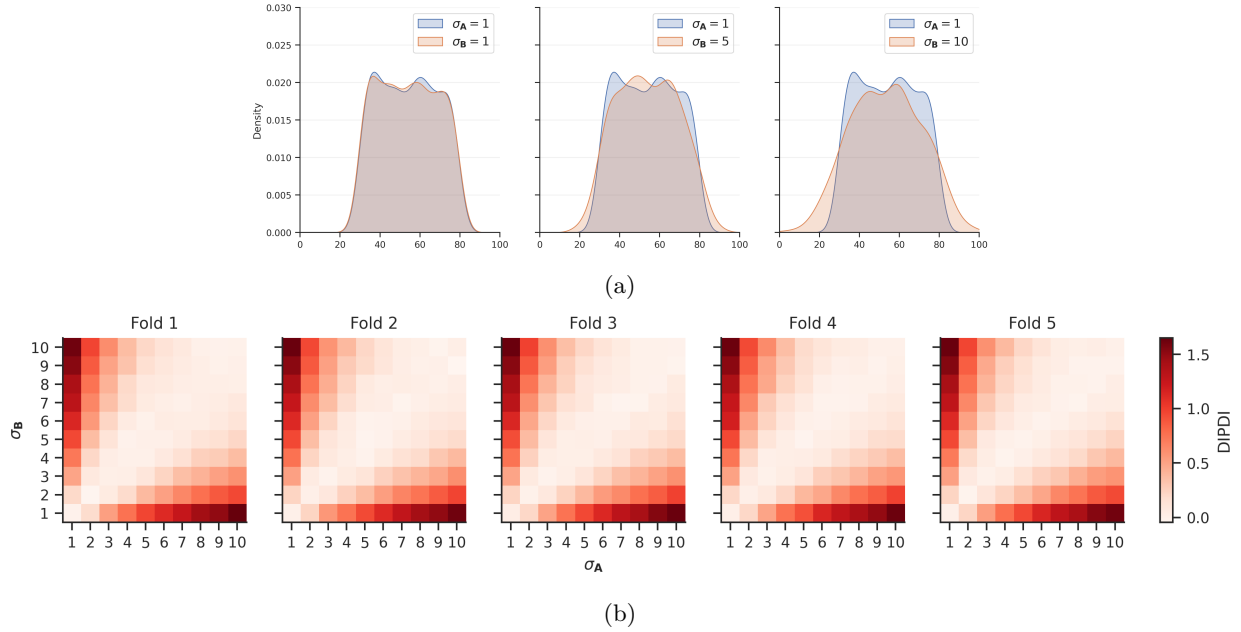 0.030
0.025
0.020
0.015
0.010
0.005
0.000
Density
σA = 1
σB = 1
σA = 1
σB = 5
σA = 1
σB = 10
0 20 40 60 80 100
0 20 40 60 80 100
0 20 40 60 80 100
(a)
Fold 1
Fold 2
Fold 3
Fold 4
Fold 5
10
9
8
7
6
5
4
3
2
1
σB
1 2 3 4 5 6 7 8 9 10
1 2 3 4 5 6 7 8 9 10
1 2 3 4 5 6 7 8 9 10
1 2 3 4 5 6 7 8 9 10
1 2 3 4 5 6 7 8 9 10
σA
1.5
1.0
0.5
0.0
DIPDI
(b)